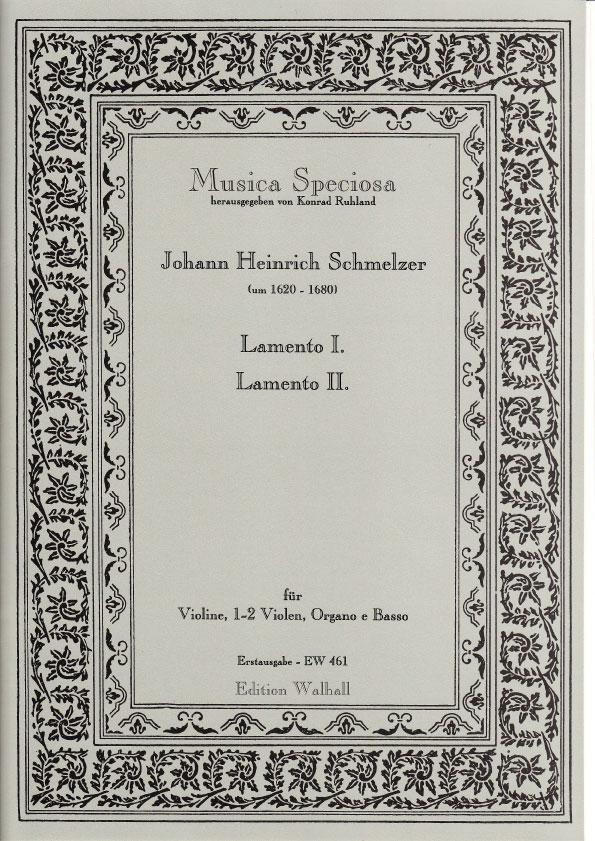 Musica Speciosa
herausgegeben von Konrad Ruhland
Johann Heinrich Schmelzer
(um 1620 - 1680)
Lamento I.
Lamento II.
für
Violine, 1-2 Violen, Organo e Basso
Erstausgabe - EW 461
Edition Walhall